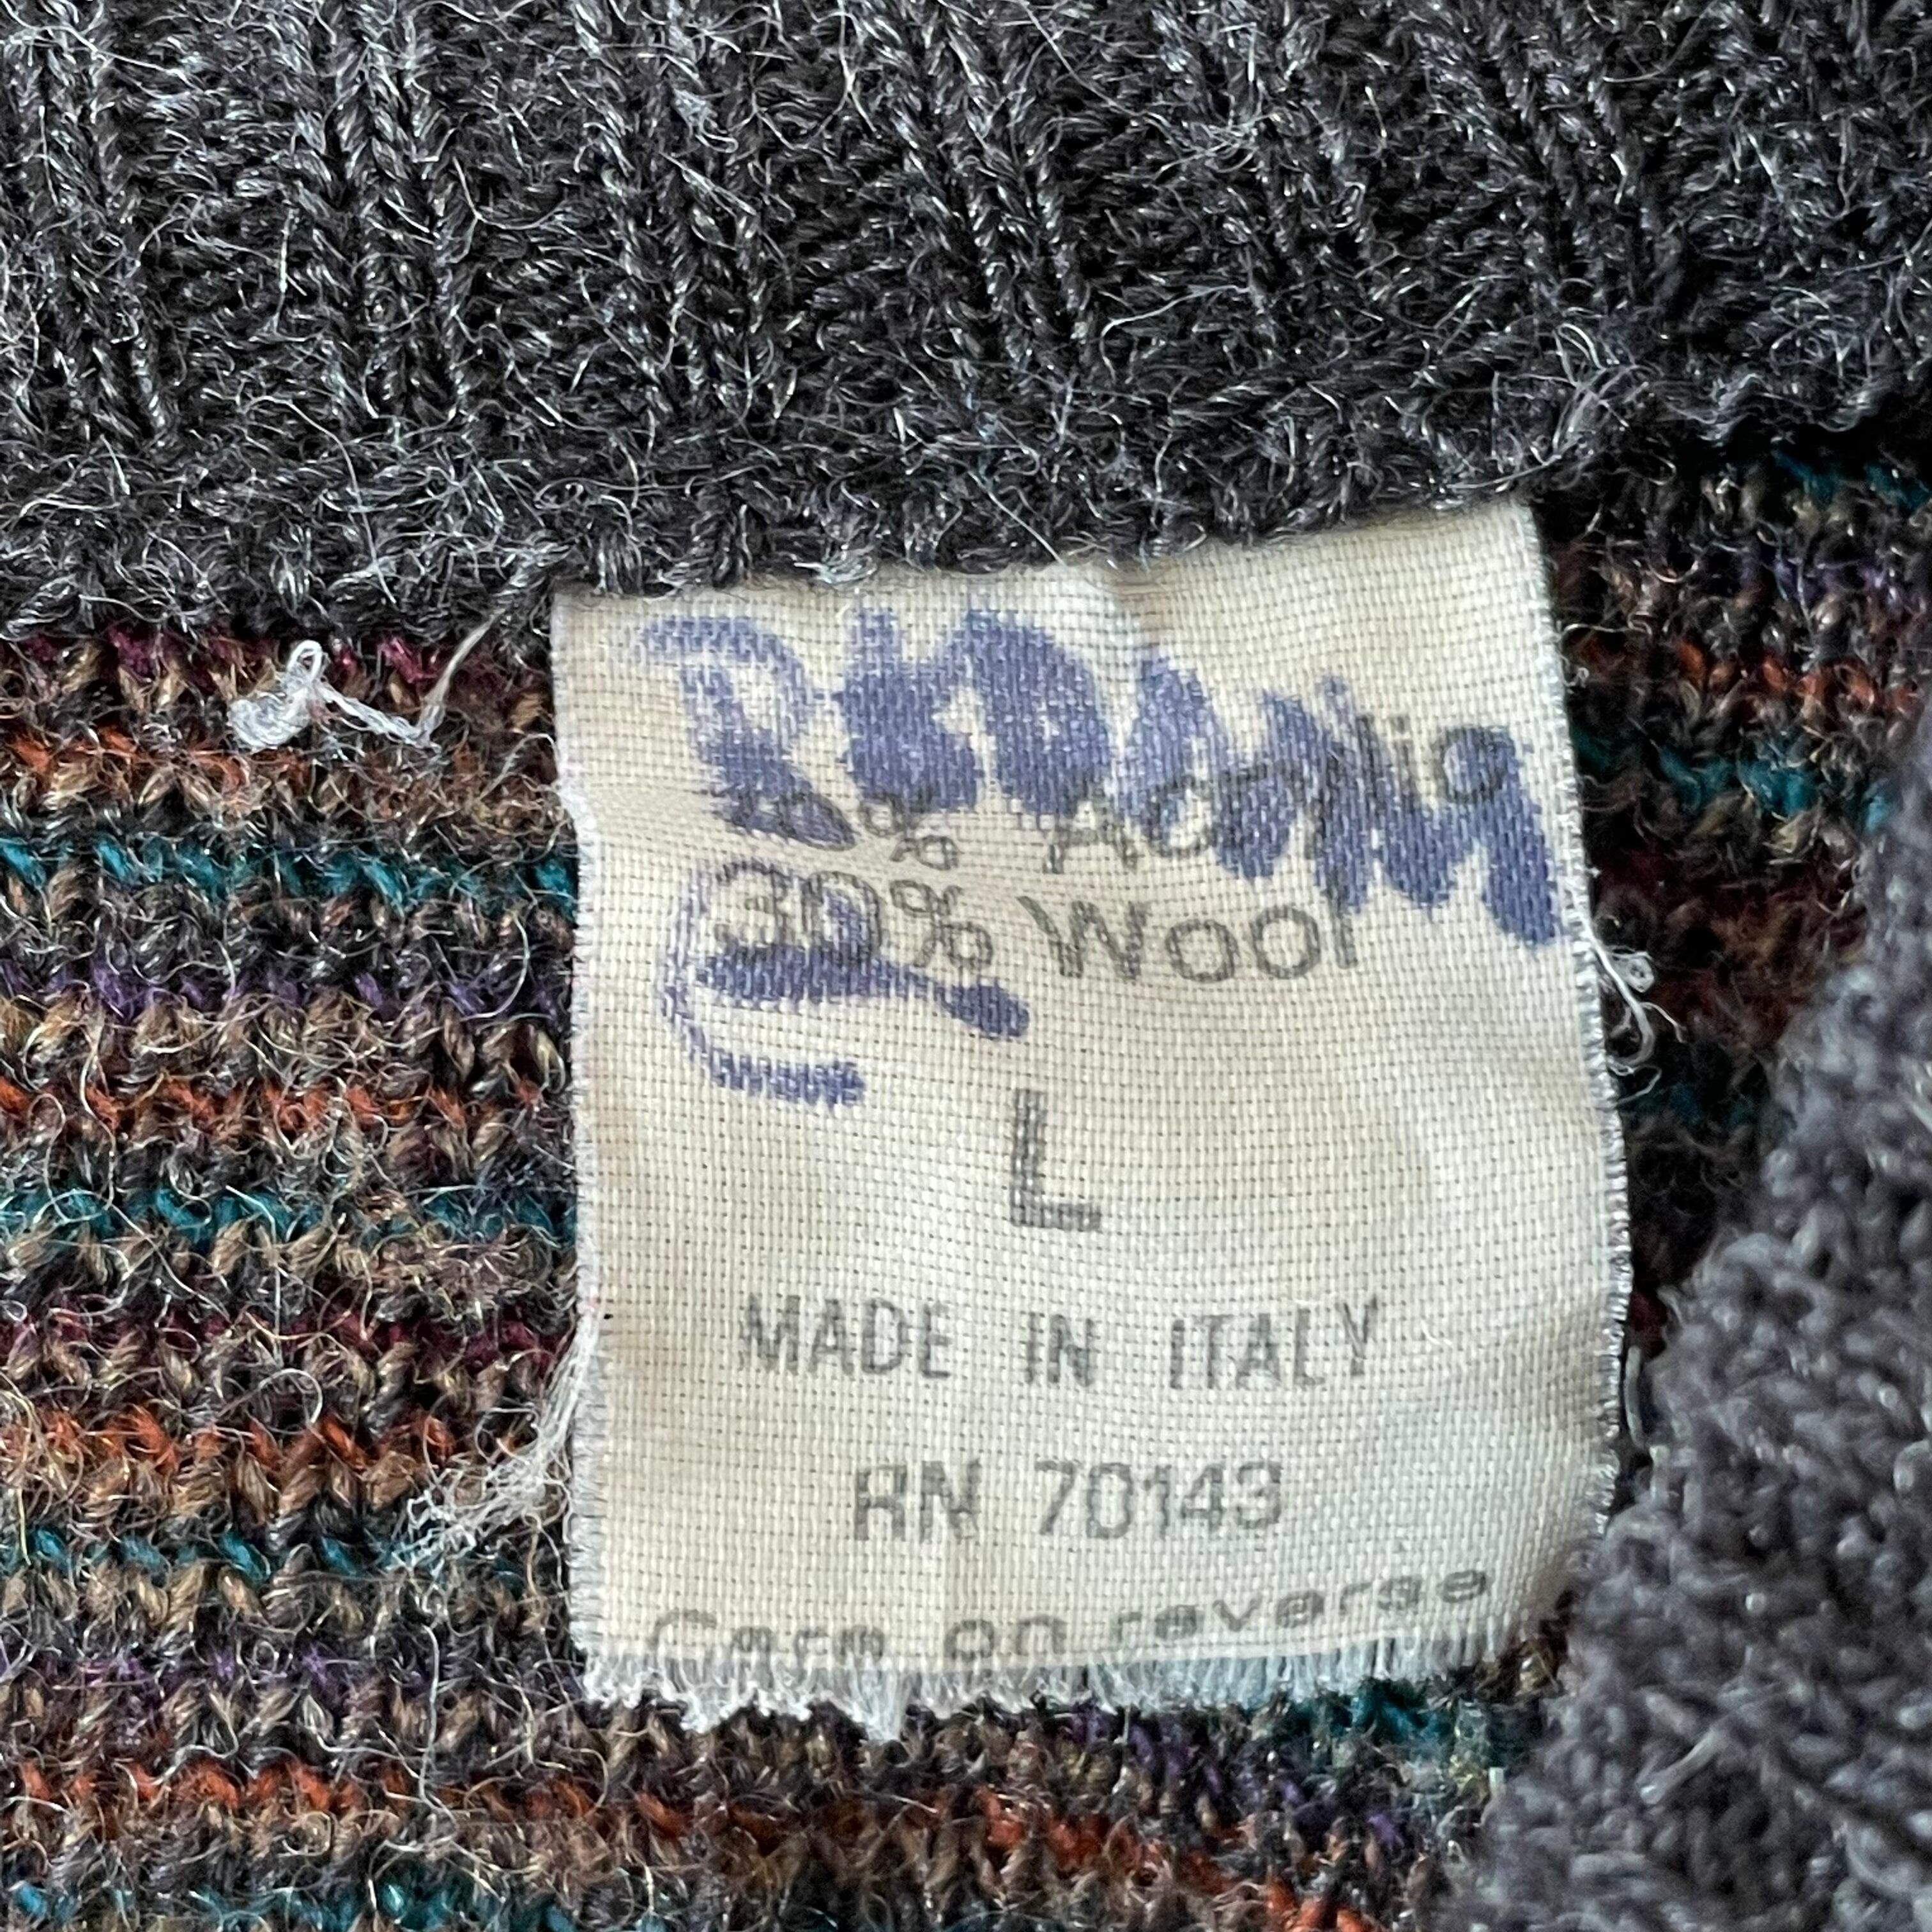 % Acrylic
30% Wool
L
MADE IN ITALY
RN 70143
Care on reverse